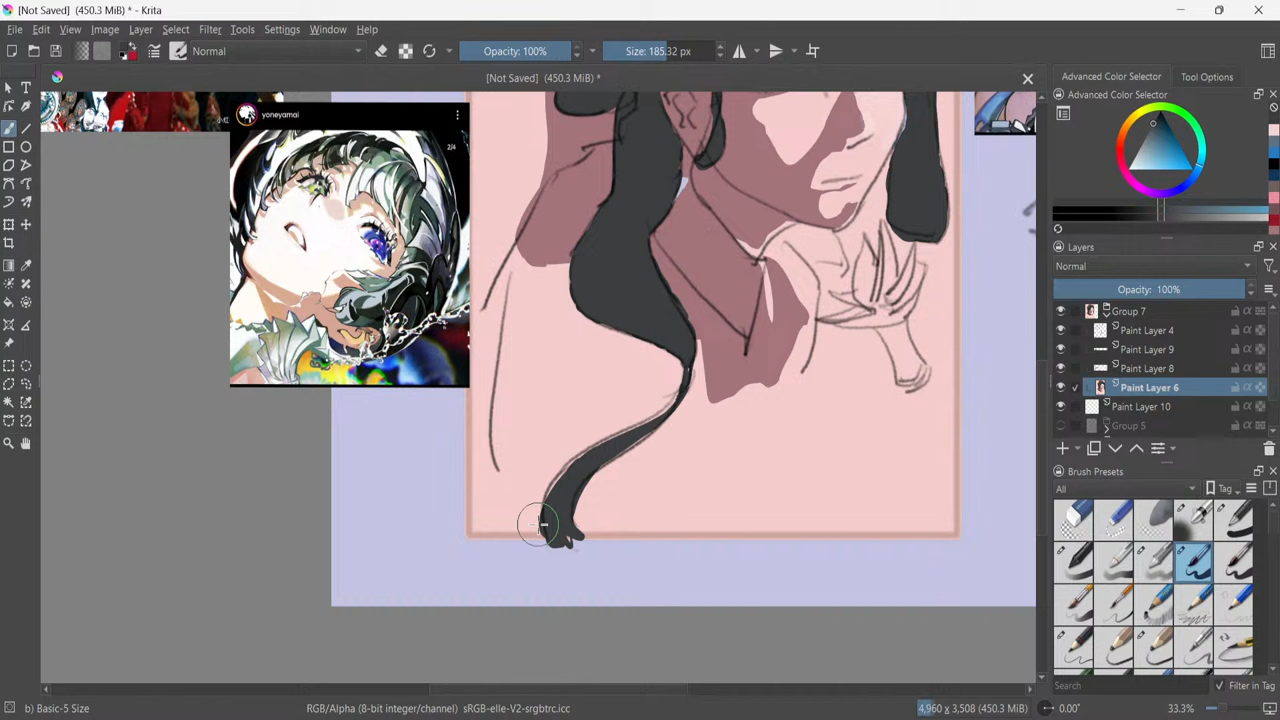 [Not Saved] (450.3 MiB) * - Krita
File Edit View Image Layer Select Filter Tools Settings Window Help
Normal
Opacity: 100%
Size: 185.32 px
[Not Saved] (450.3 MiB) *
yoneyamai
2/4
Advanced Color Selector Tool Options
Advanced Color Selector
Layers
Normal
Opacity: 100%
Group 7
Paint Layer 4
Paint Layer 9
Paint Layer 8
Paint Layer 6
Paint Layer 10
Group 5
Brush Presets
All
Tag
Search
Filter in Tag
b) Basic-5 Size
RGB/Alpha (8-bit integer/channel) sRGB-elle-V2-srgbtrc.icc
4,960 x 3,508 (450.3 MiB)
0.00°
33.3%